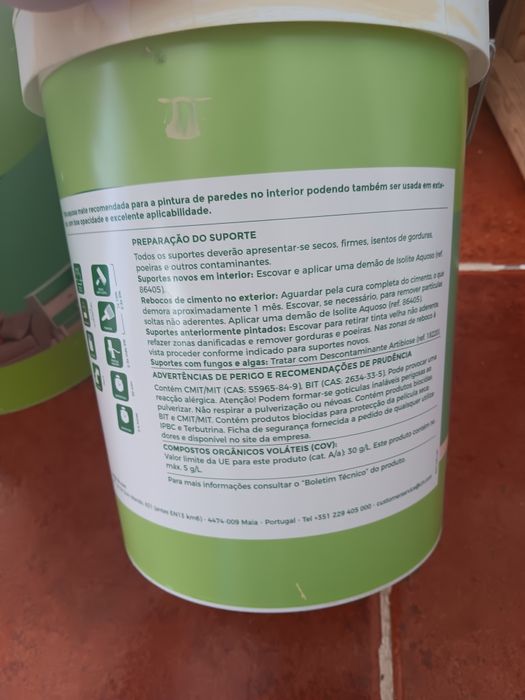 aquosa mate recomendada para a pintura de paredes no interior podendo também ser usada em exte-
boa opacidade e excelente aplicabilidade.
PREPARAÇÃO DO SUPORTE
Todos os suportes deverão apresentar-se secos, firmes, isentos de gorduras,
poeiras e outros contaminantes.
Suportes novos em interior: Escovar e aplicar uma demão de Isolite Aquoso (ref.
86405).
Rebocos de cimento no exterior: Aguardar pela cura completa do cimento, o que
demora aproximadamente 1 mês. Escovar, se necessário, para remover partículas
soltas não aderentes. Aplicar uma demão de Isolite Aquoso (ref. 86405).
Suportes anteriormente pintados: Escovar para retirar tinta velha não aderente,
refazer zonas danificadas e remover gorduras e poeiras. Nas zonas de reboco à
vista proceder conforme indicado para suportes novos.
Suportes com fungos e algas: Tratar com Descontaminante Artibiose (ref.
ADVERTÊNCIAS DE PERIGO E RECOMENDAÇÕES DE PRUDÊNCIA
Contém CMIT/MIT (CAS: 55965-84-9), BIT (CAS: 2634-33-5). Pode provocar uma
reacção alérgica. Atenção! Podem formar-se gotículas inaláveis perigosas ao
pulverizar. Não respirar a pulverização ou névoas. Contém produtos biocidas
BIT e CMIT/MIT. Contém produtos biocidas para protecção da película seca:
IPBC e Terbutrina. Ficha de segurança fornecida a pedido de qualquer utiliza-
dores e disponível no site da empresa.
COMPOSTOS ORGÂNICOS VOLÁTEIS (COV):
Valor limite da UE para este produto (cat. A/a): 30 g/L. Este produto contém no
máx. 5 g/L.
Para mais informações consultar o "Boletim Técnico" do produto.
(antes EN13 km6) - 4474-009 Maia - Portugal - Tel +351 229 405 000 -